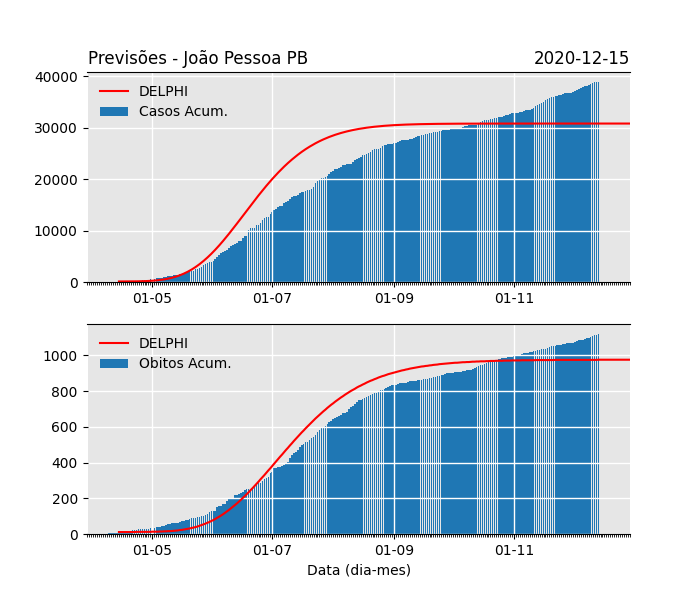 Previsões - João Pessoa PB 2020-12-15
40000
30000
20000
10000
0
DELPHI
Casos Acum.
01-05 01-07 01-09 01-11
1000
800
600
400
200
0
DELPHI
Obitos Acum.
01-05 01-07 01-09 01-11
Data (dia-mes)